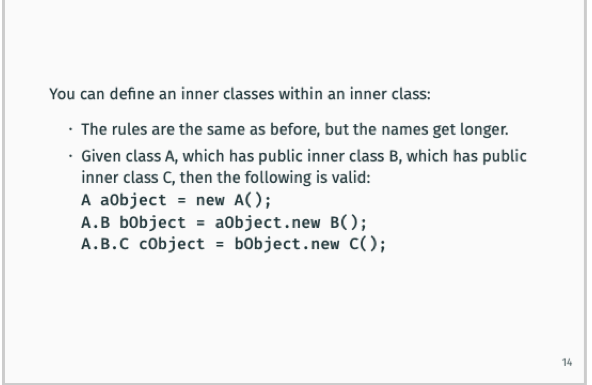 You can define an inner classes within an inner class:
· The rules are the same as before, but the names get longer.
· Given class A, which has public inner class B, which has public
inner class C, then the following is valid:
A aObject = new A();
A.B bObject = aObject.new B();
A.B.C cObject = bObject.new C();
14